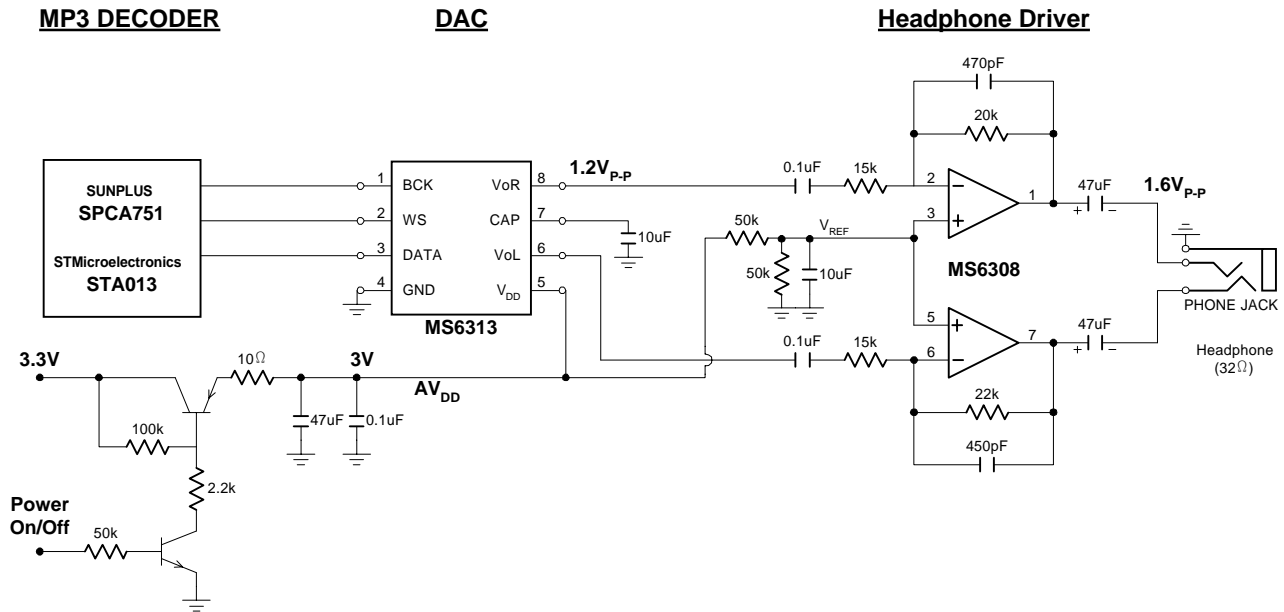 MP3 DECODER
DAC
Headphone Driver
470pF
20k
SUNPLUS
SPCA751
STMicroelectronics
STA013
1 BCK VoR 8
2 WS CAP 7
3 DATA VoL 6
4 GND VDD 5
MS6313
1.2VP-P
10uF
0.1uF
15k
2
3
1
47uF
1.6VP-P
50k
VREF
50k
10uF
MS6308
PHONE JACK
Headphone
(32Ω)
0.1uF
15k
5
6
7
47uF
22k
450pF
3.3V
10Ω
3V
AVDD
47uF
0.1uF
100k
2.2k
Power
On/Off
50k
+ −
+ −
− +
+ −